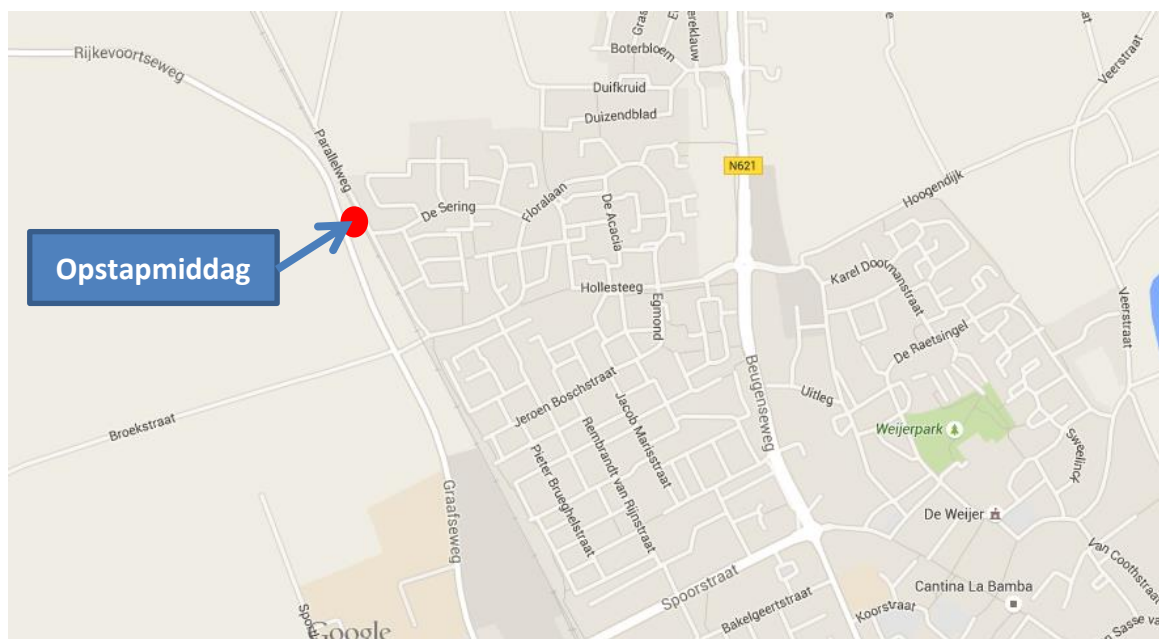 Rijkevoortseweg
Parallelweg
Boterbloem
Duifkruid
Duizendblad
Veerstraat
N621
Hoogendijk
De Sering
Floralaan
De Acacia
Opstapmiddag
Hollesteeg
Egmond
Karel Doormanstraat
De Raetsingel
Veerstraat
Beugenseweg
Uitleg
Jeroen Boschstraat
Jacob Marisstraat
Rembrandt van Rijnstraat
Pieter Brueghelstraat
Broekstraat
Graafseweg
Weijerpark
Sweelinck
De Weijer
Van Coothstraat
Spoorstraat
Cantina La Bamba
Bakelgeertstraat
Koorstraat
Google